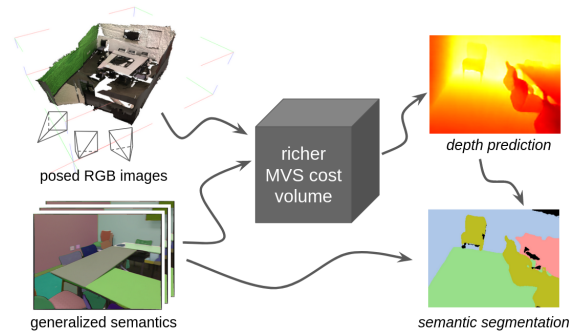 posed RGB images
richer
MVS cost
volume
depth prediction
generalized semantics
semantic segmentation